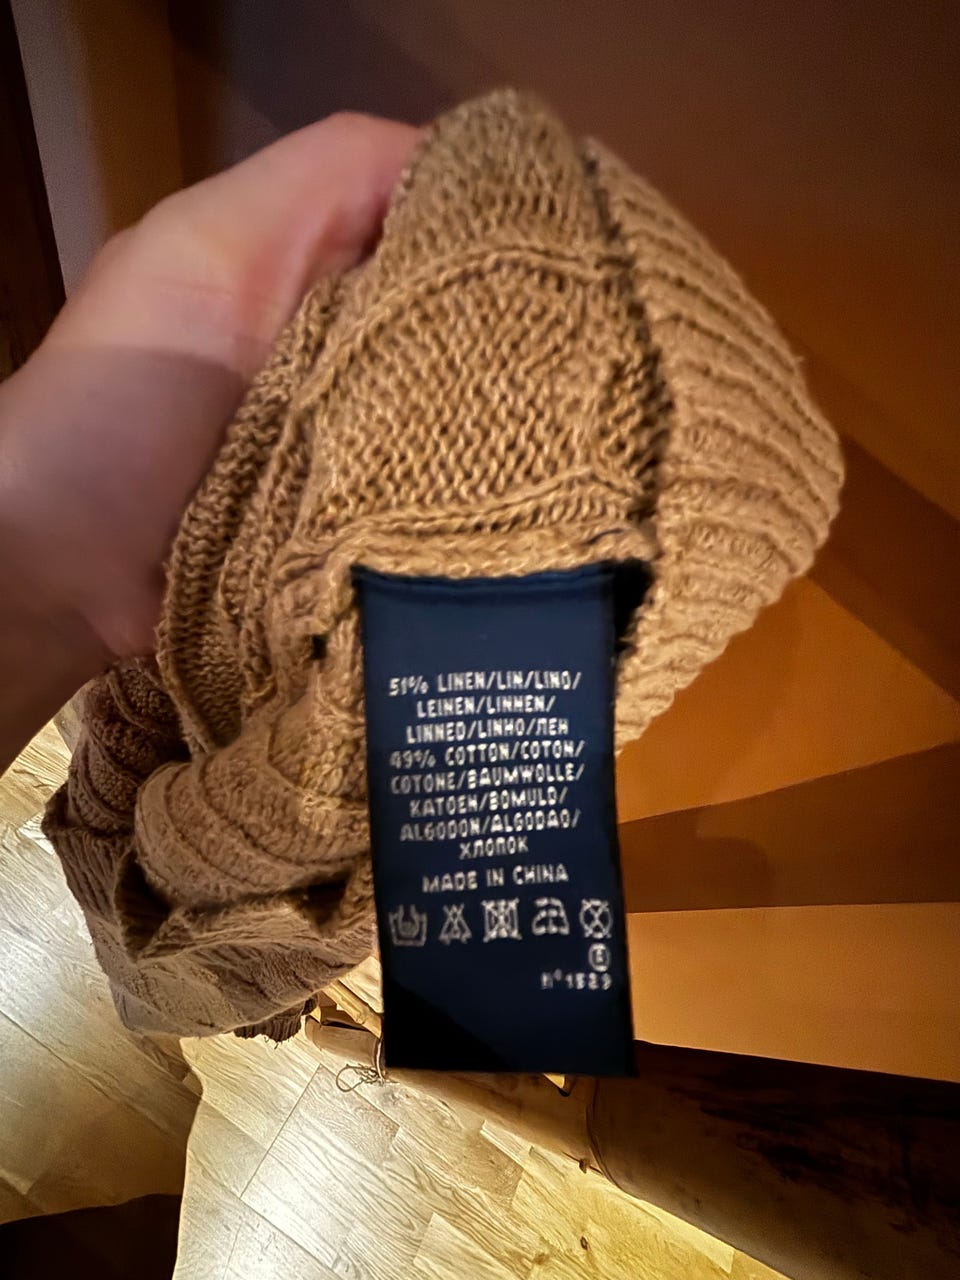 51% LINEN/LIN/LINO/
LEINEN/LINNEN/
LINNED/LINHO/ЛЕН
49% COTTON/COTON/
COTONE/BAUMWOLLE/
KATOEN/BOMULD/
ALGODON/ALGODAO/
ХЛОПОК
MADE IN CHINA
n°1529